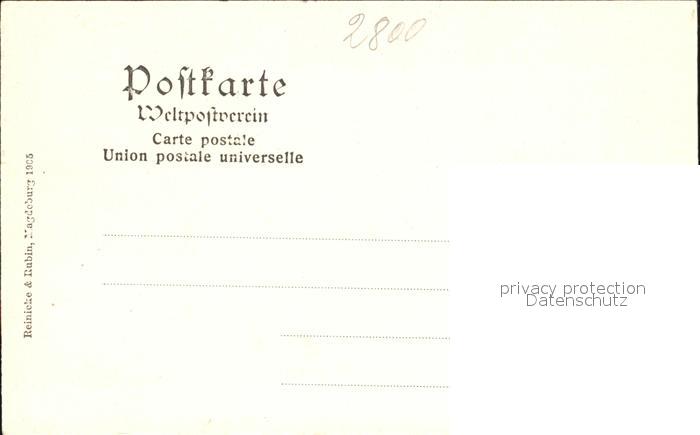 2800
Poſtkarte
Weltpoſtverein
Carte postale
Union postale universelle
Reinicke & Rubin, Magdeburg 1905
privacy protection
Datenschutz